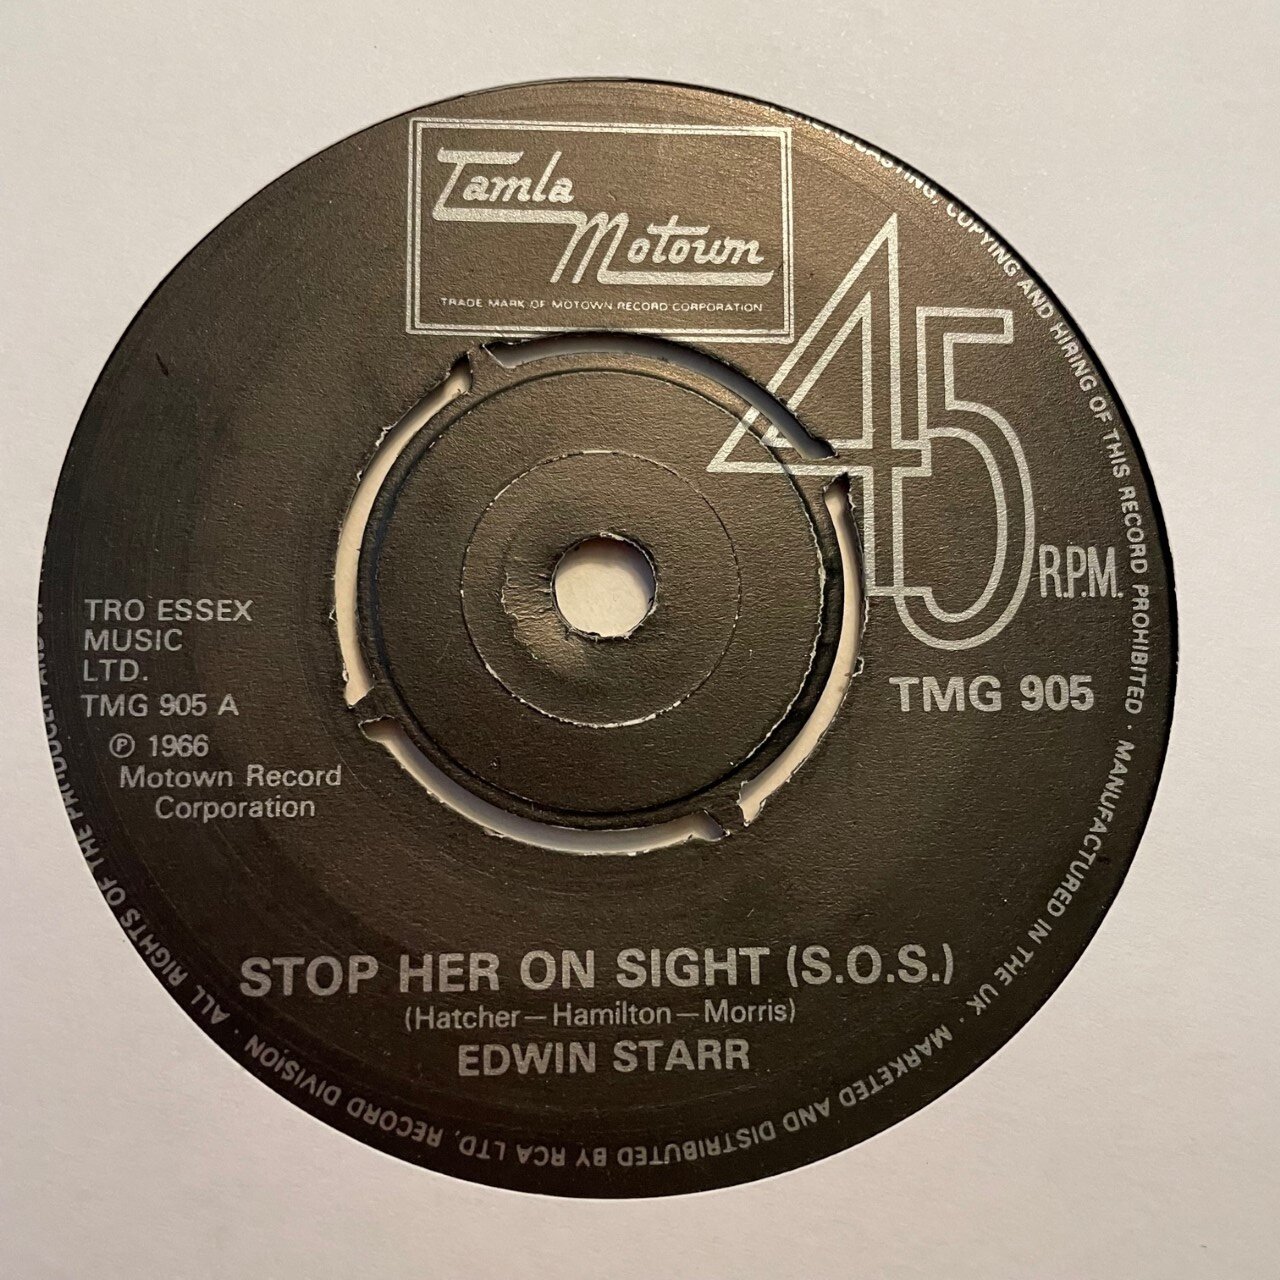 Tamla
Motown
TRADE MARK OF MOTOWN RECORD CORPORATION
45
R.P.M.
TMG 905
TRO ESSEX
MUSIC
LTD.
TMG 905 A
℗ 1966
Motown Record
Corporation
STOP HER ON SIGHT (S.O.S.)
(Hatcher—Hamilton—Morris)
EDWIN STARR
ALL RIGHTS OF THE PRODUCER AND
COPYING AND HIRING OF THIS RECORD PROHIBITED · MANUFACTURED IN THE UK · MARKETED AND DISTRIBUTED BY RCA LTD. RECORD DIVISION ·